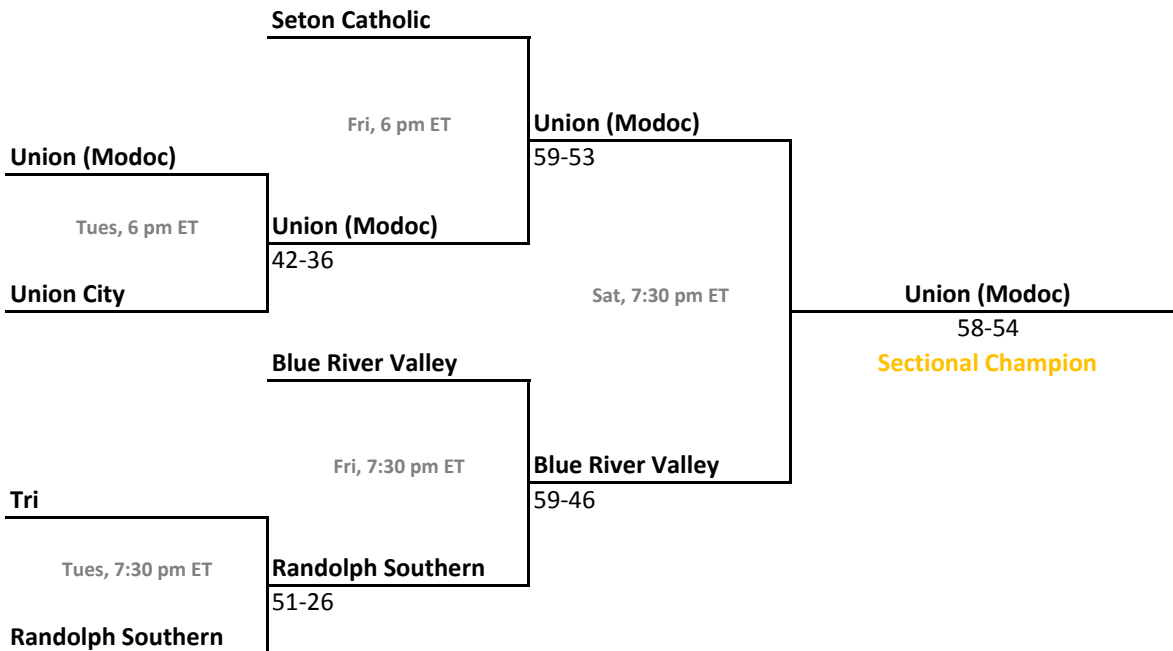 Seton Catholic
Fri, 6 pm ET
Union (Modoc)
59-53
Union (Modoc)
Tues, 6 pm ET
Union (Modoc)
42-36
Union City
Sat, 7:30 pm ET
Union (Modoc)
58-54
Sectional Champion
Blue River Valley
Fri, 7:30 pm ET
Blue River Valley
59-46
Tri
Tues, 7:30 pm ET
Randolph Southern
51-26
Randolph Southern